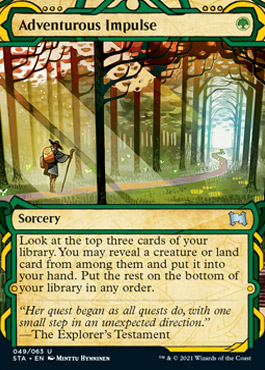 Adventurous Impulse
Sorcery
Look at the top three cards of your
library. You may reveal a creature or land
card from among them and put it into
your hand. Put the rest on the bottom of
your library in any order.
"Her quest began as all quests do, with one
small step in an unexpected direction."
—The Explorer's Testament
049/063 U
STA • EN MINTTU HYNNINEN
™ & © 2021 Wizards of the Coast